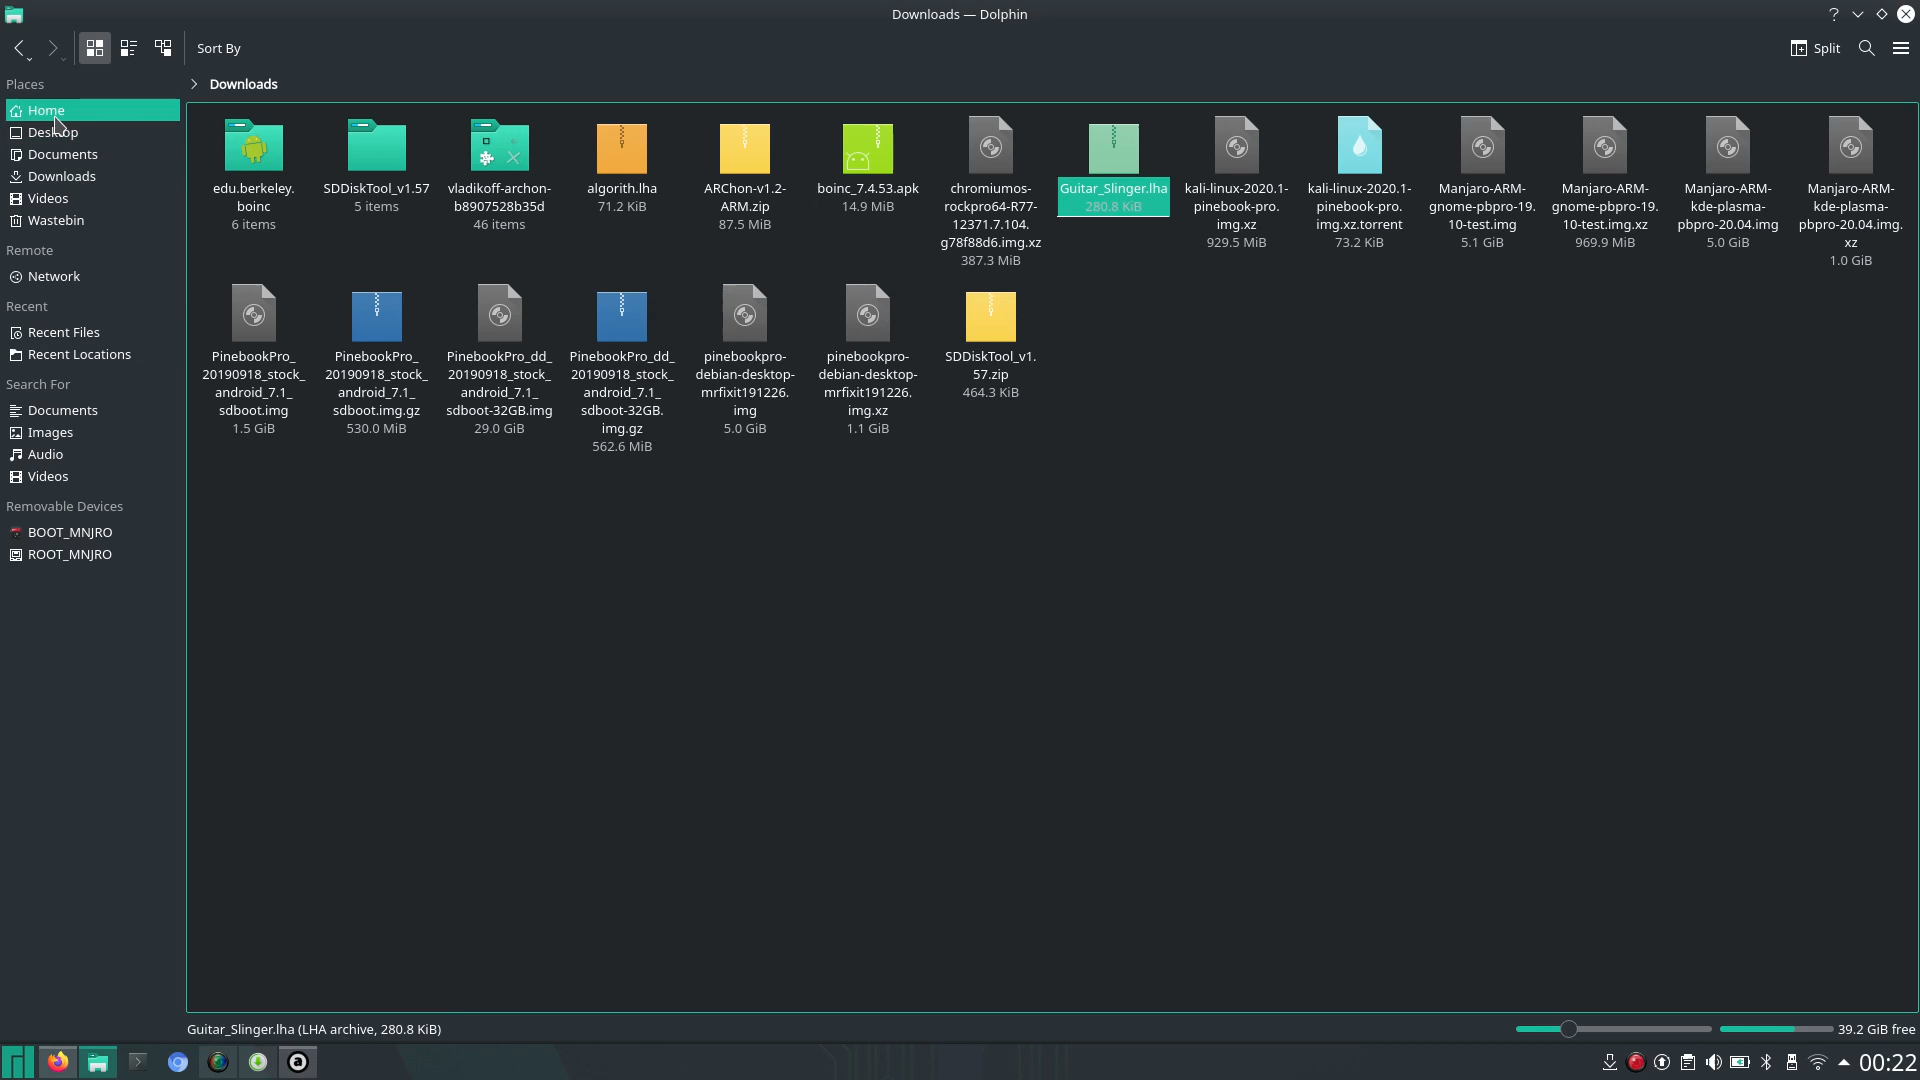 Downloads — Dolphin
Sort By
Split
Places
Home
Desktop
Documents
Downloads
Videos
Wastebin
Remote
Network
Recent
Recent Files
Recent Locations
Search For
Documents
Images
Audio
Videos
Removable Devices
BOOT_MNJRO
ROOT_MNJRO
Downloads
edu.berkeley.
boinc
6 items
SDDiskTool_v1.57
5 items
vladikoff-archon-
b8907528b35d
46 items
algorith.lha
71.2 KiB
ARChon-v1.2-
ARM.zip
87.5 MiB
boinc_7.4.53.apk
14.9 MiB
chromiumos-
rockpro64-R77-
12371.7.104.
g78f88d6.img.xz
387.3 MiB
Guitar_Slinger.lha
280.8 KiB
kali-linux-2020.1-
pinebook-pro.
img.xz
929.5 MiB
kali-linux-2020.1-
pinebook-pro.
img.xz.torrent
73.2 KiB
Manjaro-ARM-
gnome-pbpro-19.
10-test.img
5.1 GiB
Manjaro-ARM-
gnome-pbpro-19.
10-test.img.xz
969.9 MiB
Manjaro-ARM-
kde-plasma-
pbpro-20.04.img
5.0 GiB
Manjaro-ARM-
kde-plasma-
pbpro-20.04.img.
xz
1.0 GiB
PinebookPro_
20190918_stock_
android_7.1_
sdboot.img
1.5 GiB
PinebookPro_
20190918_stock_
android_7.1_
sdboot.img.gz
530.0 MiB
PinebookPro_dd_
20190918_stock_
android_7.1_
sdboot-32GB.img
29.0 GiB
PinebookPro_dd_
20190918_stock_
android_7.1_
sdboot-32GB.
img.gz
562.6 MiB
pinebookpro-
debian-desktop-
mrfixit191226.
img
5.0 GiB
pinebookpro-
debian-desktop-
mrfixit191226.
img.xz
1.1 GiB
SDDiskTool_v1.
57.zip
464.3 KiB
Guitar_Slinger.lha (LHA archive, 280.8 KiB)
39.2 GiB free
00:22